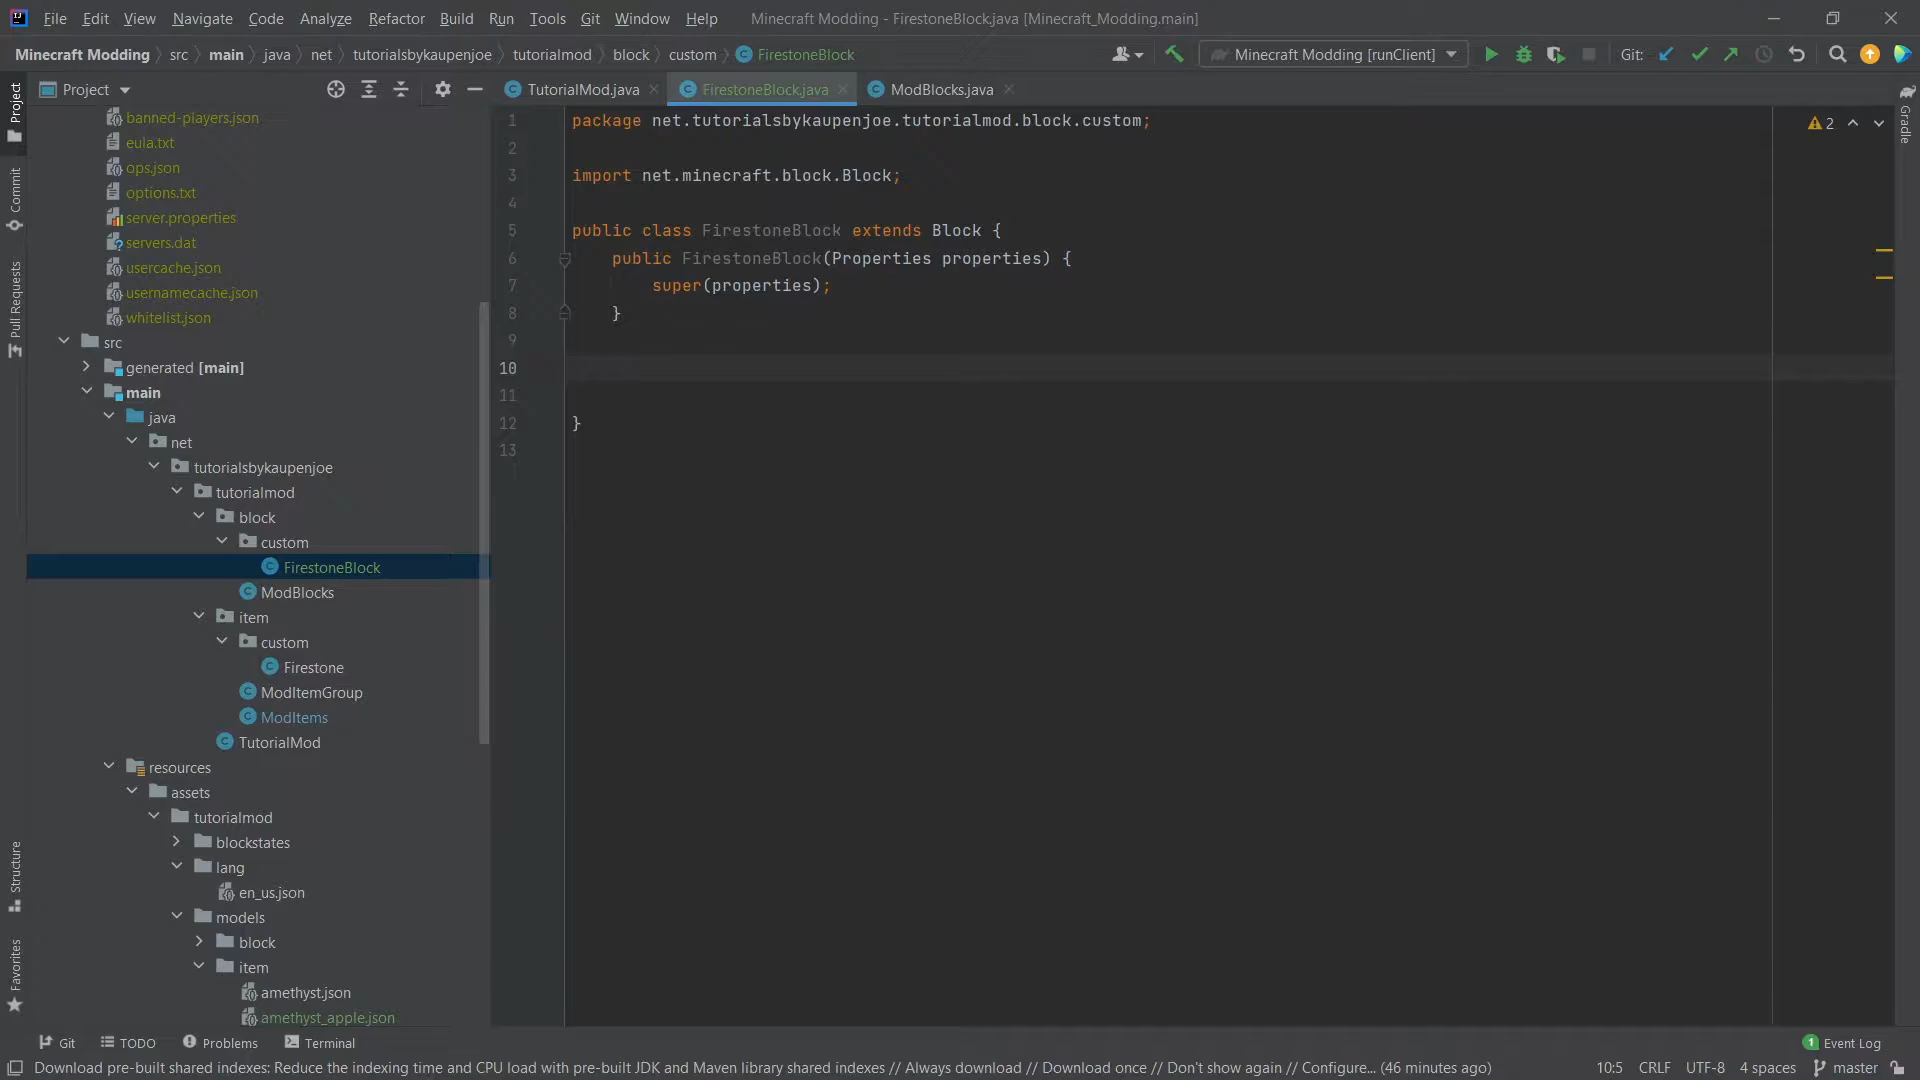 File Edit View Navigate Code Analyze Refactor Build Run Tools Git Window Help Minecraft Modding - FirestoneBlock.java [Minecraft_Modding.main]
Minecraft Modding src main java net tutorialsbykaupenjoe tutorialmod block custom FirestoneBlock Minecraft Modding [runClient] Git:
Project
TutorialMod.java FirestoneBlock.java ModBlocks.java
Project
Commit
Pull Requests
Structure
Favorites
banned-players.json
eula.txt
ops.json
options.txt
server.properties
servers.dat
usercache.json
usernamecache.json
whitelist.json
src
generated [main]
main
java
net
tutorialsbykaupenjoe
tutorialmod
block
custom
FirestoneBlock
ModBlocks
item
custom
Firestone
ModItemGroup
ModItems
TutorialMod
resources
assets
tutorialmod
blockstates
lang
en_us.json
models
block
item
amethyst.json
amethyst_apple.json
1 package net.tutorialsbykaupenjoe.tutorialmod.block.custom;
2
3 import net.minecraft.block.Block;
4
5 public class FirestoneBlock extends Block {
6 public FirestoneBlock(Properties properties) {
7 super(properties);
8 }
9
10
11
12 }
13
2
Gradle
Git TODO Problems Terminal
1 Event Log
Download pre-built shared indexes: Reduce the indexing time and CPU load with pre-built JDK and Maven library shared indexes // Always download // Download once // Don't show again // Configure... (46 minutes ago) 10:5 CRLF UTF-8 4 spaces master